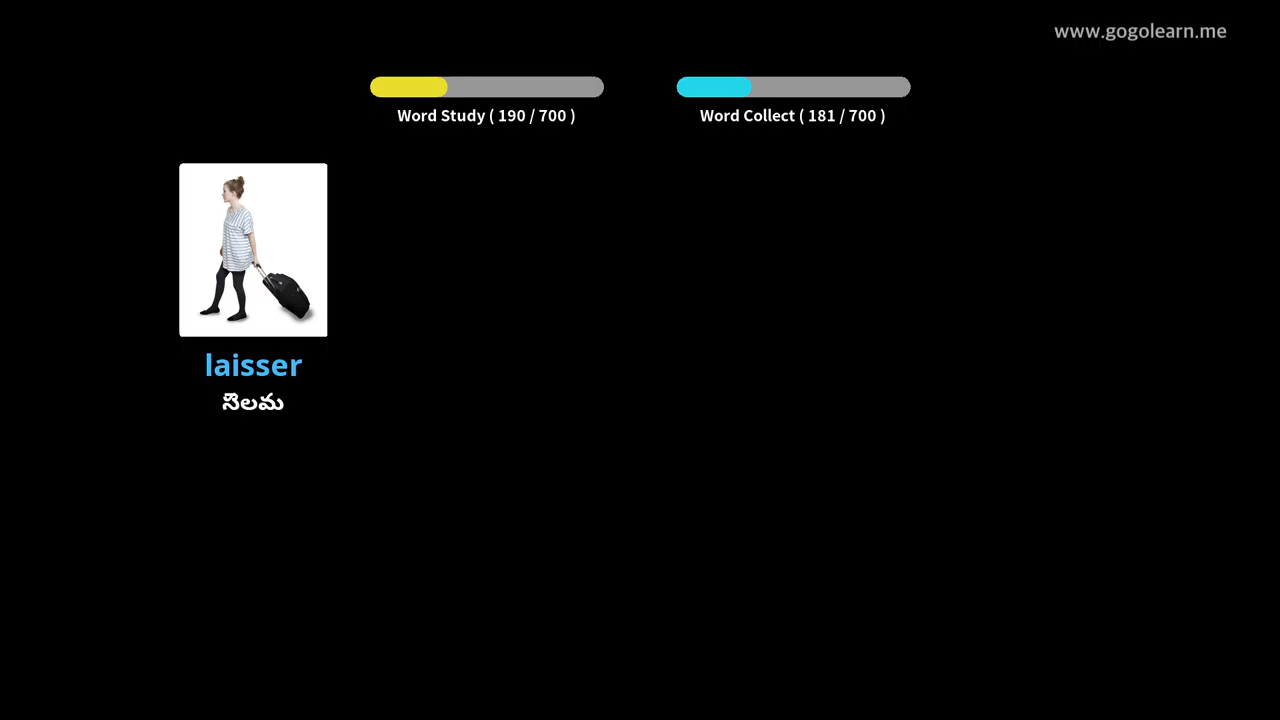 www.gogolearn.me
Word Study ( 190 / 700 )
Word Collect ( 181 / 700 )
laisser
సెలవు